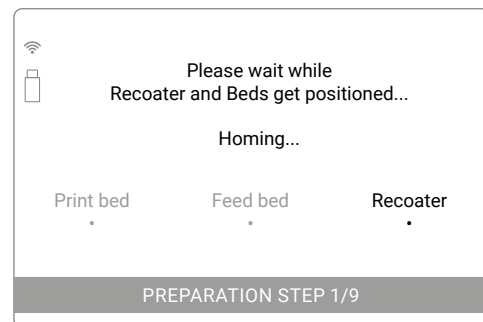 Please wait while
Recoater and Beds get positioned...
Homing...
Print bed Feed bed Recoater
PREPARATION STEP 1/9